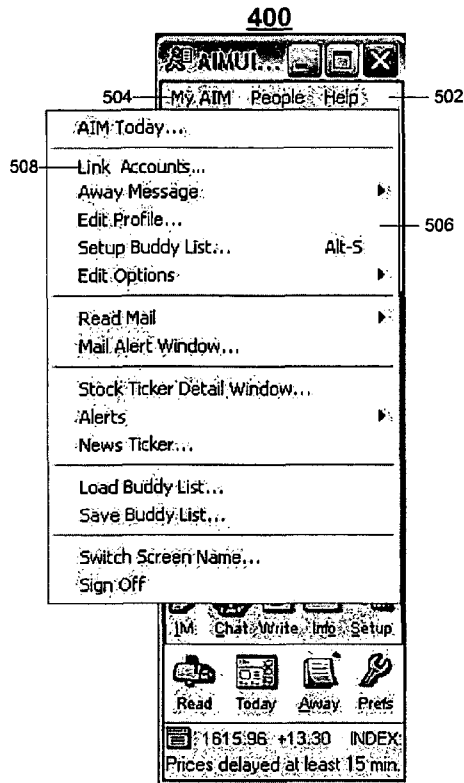 400
AIMUI...
504 My AIM People Help 502
AIM Today...
508 Link Accounts...
Away Message
Edit Profile... 506
Setup Buddy List... Alt-S
Edit Options
Read Mail
Mail Alert Window...
Stock Ticker Detail Window...
Alerts
News Ticker...
Load Buddy List...
Save Buddy List...
Switch Screen Name...
Sign Off
IM Chat Write Info Setup
Read Today Away Prefs
1615.96 +13.30 INDEX:
Prices delayed at least 15 min.